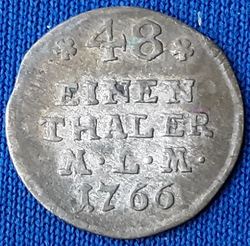 * 48 *
EINEN
THALER
M · L · M ·
1766